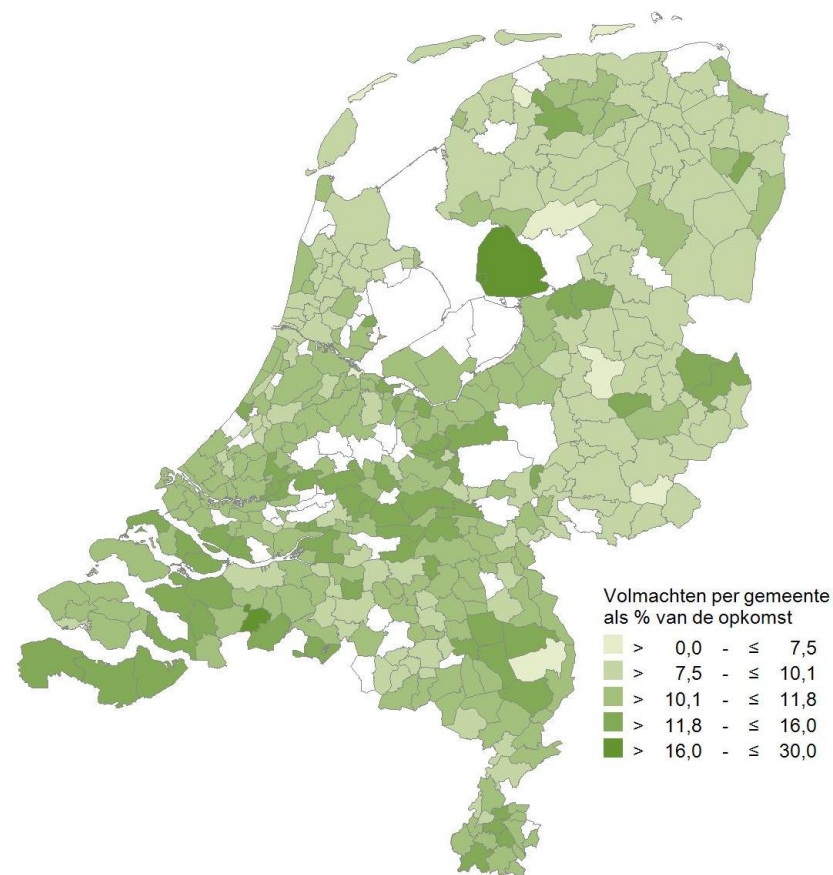 Volmachten per gemeente
als % van de opkomst
> 0,0 - ≤ 7,5
> 7,5 - ≤ 10,1
> 10,1 - ≤ 11,8
> 11,8 - ≤ 16,0
> 16,0 - ≤ 30,0